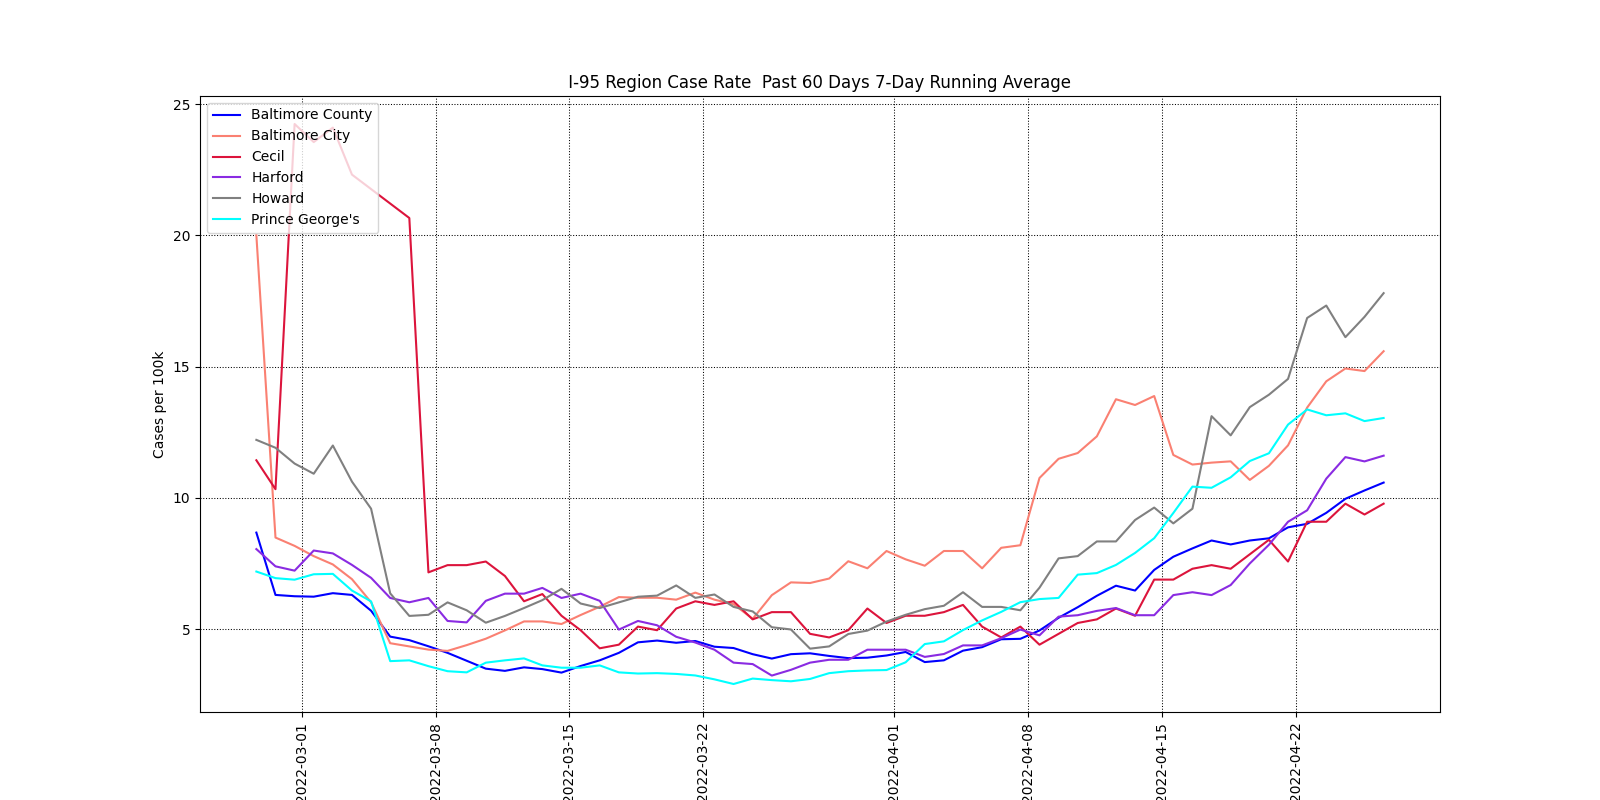 I-95 Region Case Rate  Past 60 Days 7-Day Running Average
Baltimore County
Baltimore City
Cecil
Harford
Howard
Prince George's
Cases per 100k
25
20
15
10
5
2022-03-01
2022-03-08
2022-03-15
2022-03-22
2022-04-01
2022-04-08
2022-04-15
2022-04-22